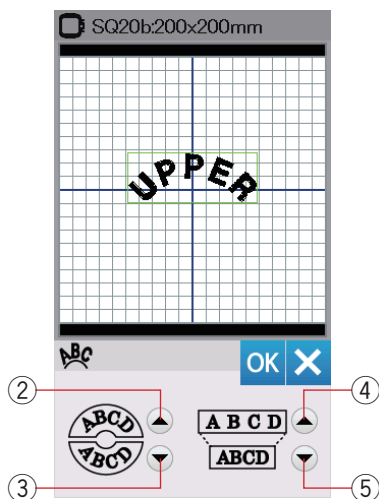 SQ20b:200x200mm
UPPER
ABC
OK
② ④
ABCD A B C D
ABCD ABCD
③ ⑤